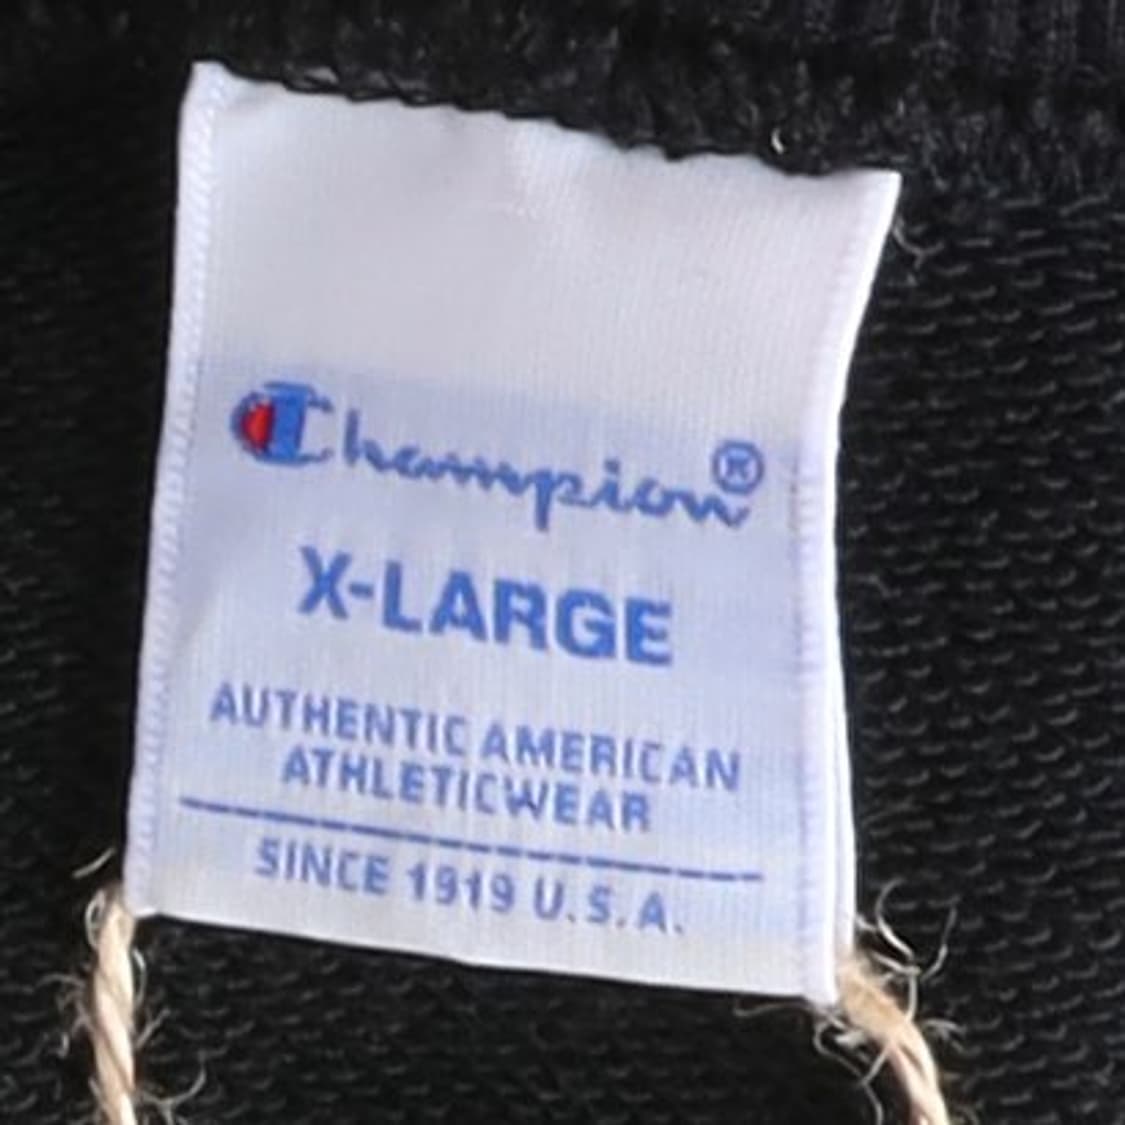 Champion®
X-LARGE
AUTHENTIC AMERICAN
ATHLETICWEAR
SINCE 1919 U.S.A.